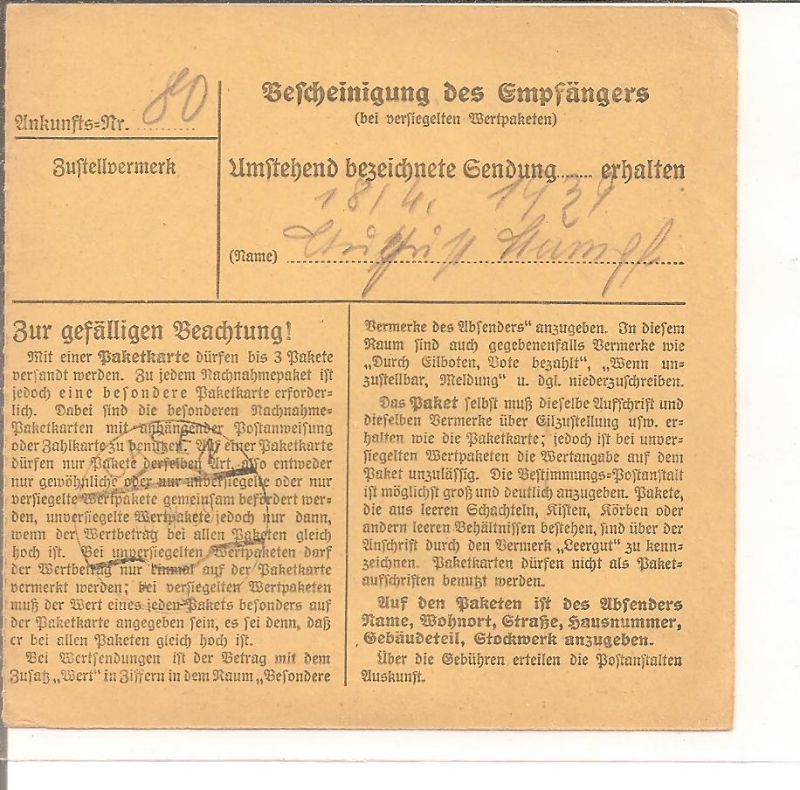 Ankunfts=Nr. 80
Zustellvermerk
Bescheinigung des Empfängers
(bei versiegelten Wertpaketen)
Umstehend bezeichnete Sendung...... erhalten
18/4. 1939
(Name)
Zur gefälligen Beachtung!
Mit einer Paketkarte dürfen bis 3 Pakete
versandt werden. Zu jedem Nachnahmepaket ist
jedoch eine besondere Paketkarte erforder=
lich. Dabei sind die besonderen Nachnahme=
Paketkarten mit anhängender Postanweisung
oder Zahlkarte zu benutzen. Auf einer Paketkarte
dürfen nur Pakete derselben Art, also entweder
nur gewöhnliche oder nur unversiegelte oder nur
versiegelte Wertpakete gemeinsam befördert wer=
den, unversiegelte Wertpakete jedoch nur dann,
wenn der Wertbetrag bei allen Paketen gleich
hoch ist. Bei unversiegelten Wertpaketen darf
der Wertbetrag nur einmal auf der Paketkarte
vermerkt werden; bei versiegelten Wertpaketen
muß der Wert eines jeden Pakets besonders auf
der Paketkarte angegeben sein, es sei denn, daß
er bei allen Paketen gleich hoch ist.
Bei Wertsendungen ist der Betrag mit dem
Zusatz „Wert" in Ziffern in dem Raum „Besondere
Vermerke des Absenders" anzugeben. In diesem
Raum sind auch gegebenenfalls Vermerke wie
„Durch Eilboten, Bote bezahlt", „Wenn un=
zustellbar, Meldung" u. dgl. niederzuschreiben.
Das Paket selbst muß dieselbe Aufschrift und
dieselben Vermerke über Eilzustellung usw. er=
halten wie die Paketkarte; jedoch ist bei unver=
siegelten Wertpaketen die Wertangabe auf dem
Paket unzulässig. Die Bestimmungs=Postanstalt
ist möglichst groß und deutlich anzugeben. Pakete,
die aus leeren Schachteln, Kisten, Körben oder
andern leeren Behältnissen bestehen, sind über der
Anschrift durch den Vermerk „Leergut" zu kenn=
zeichnen. Paketkarten dürfen nicht als Paket=
aufschriften benutzt werden.
Auf den Paketen ist des Absenders
Name, Wohnort, Straße, Hausnummer,
Gebäudeteil, Stockwerk anzugeben.
Über die Gebühren erteilen die Postanstalten
Auskunft.